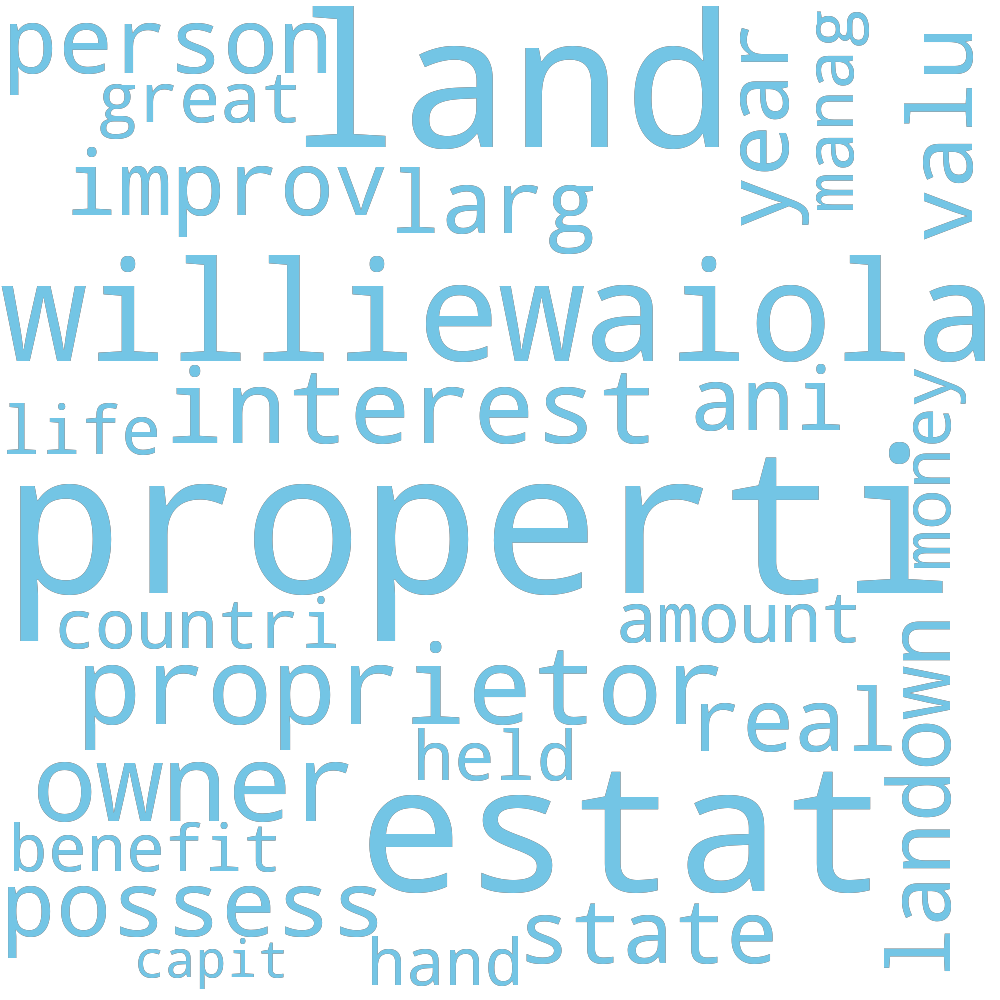 person
land
year
manag
valu
great
improv
larg
williewaiola
interest
ani
life
money
properti
countri
amount
proprietor
landown
real
held
owner
estat
benefit
possess
state
capit
hand